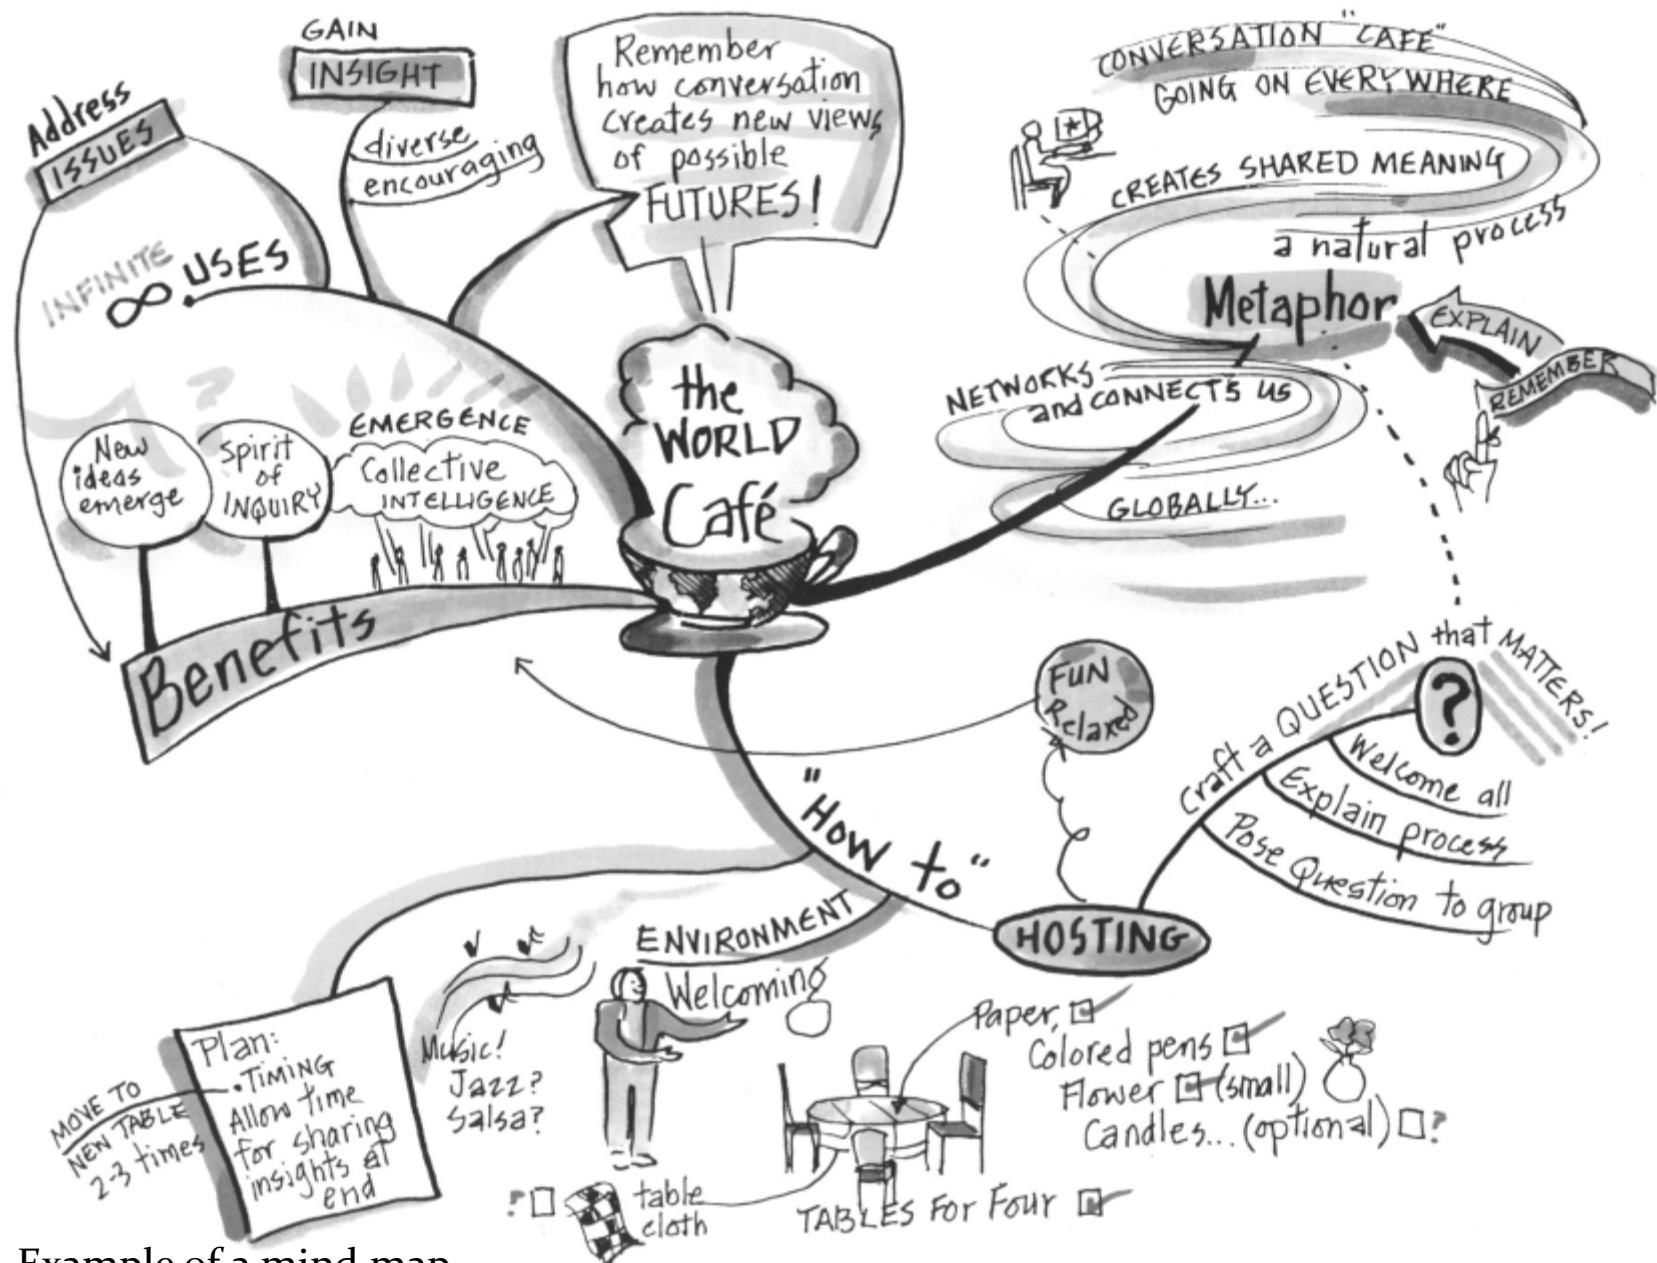 GAIN
INSIGHT
diverse
encouraging
Address
ISSUES
INFINITE
∞ USES
Remember
how conversation
creates new views
of possible
FUTURES!
CONVERSATION "CAFE"
GOING ON EVERYWHERE
CREATES SHARED MEANING
a natural process
Metaphor
EXPLAIN
REMEMBER
NETWORKS
and CONNECTS US
GLOBALLY...
the
WORLD
Café
New
ideas
emerge
Spirit
of
INQUIRY
EMERGENCE
Collective
INTELLIGENCE
Benefits
FUN
Relaxed
Craft a QUESTION that MATTERS!
?
Welcome all
Explain process
Pose Question to group
"How to"
HOSTING
ENVIRONMENT
Welcoming
Music!
Jazz?
Salsa?
Plan:
• TIMING
Allow time
for sharing
insights at
end
MOVE TO
NEW TABLE
2-3 times
Paper,
Colored pens
Flower (small)
Candles... (optional) ?
?
table
cloth
TABLES For Four
Example of a mind map